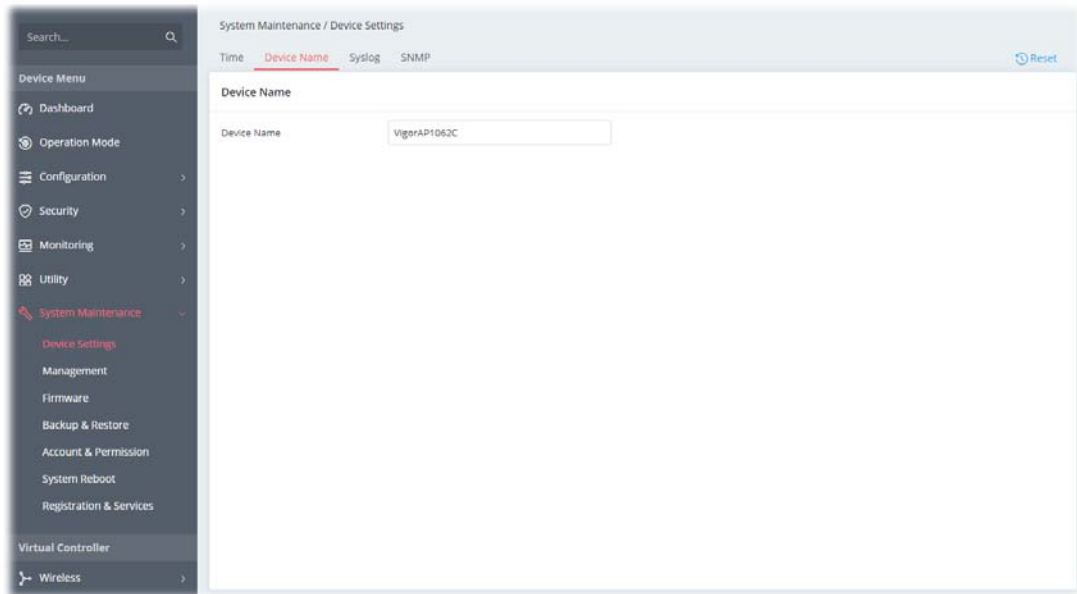 Search...
Device Menu
Dashboard
Operation Mode
Configuration
Security
Monitoring
Utility
System Maintenance
Device Settings
Management
Firmware
Backup & Restore
Account & Permission
System Reboot
Registration & Services
Virtual Controller
Wireless
System Maintenance / Device Settings
Time Device Name Syslog SNMP Reset
Device Name
Device Name VigorAP1062C